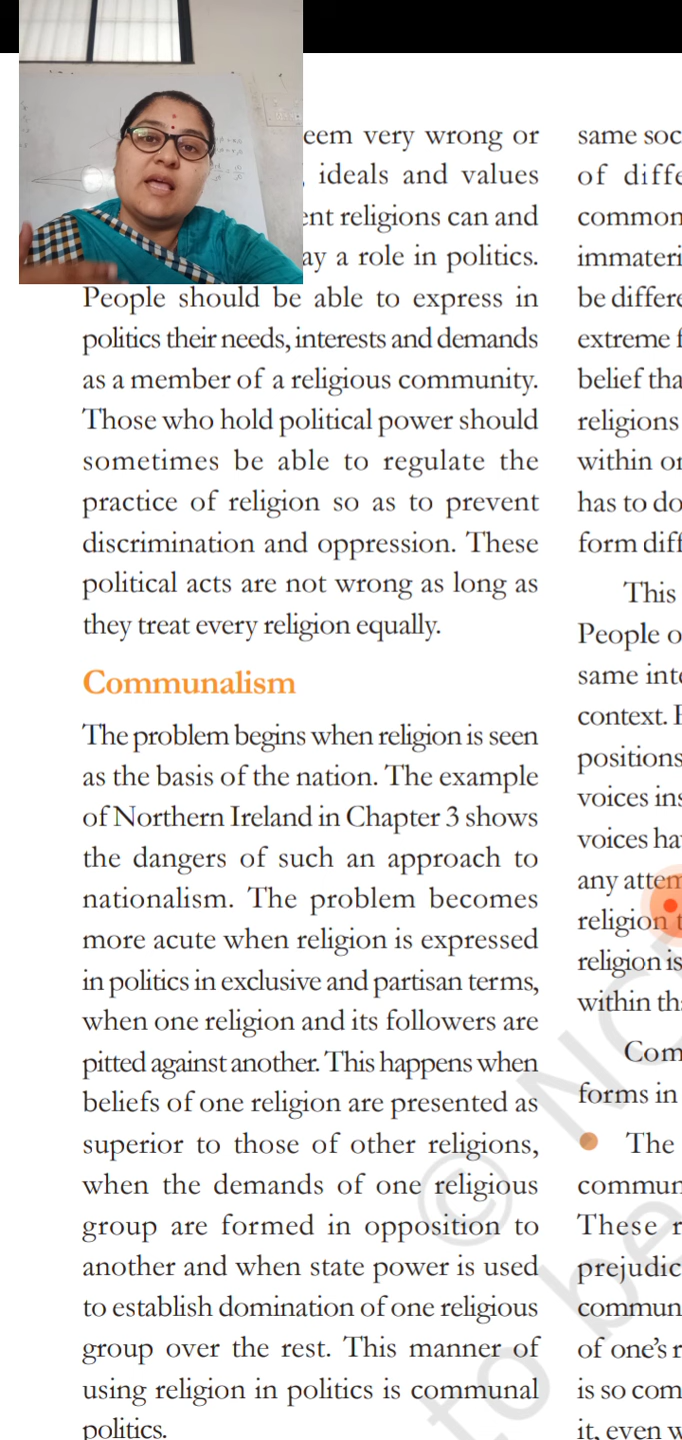 eem very wrong or
ideals and values
ent religions can and
ay a role in politics.
People should be able to express in
politics their needs, interests and demands
as a member of a religious community.
Those who hold political power should
sometimes be able to regulate the
practice of religion so as to prevent
discrimination and oppression. These
political acts are not wrong as long as
they treat every religion equally.
Communalism
The problem begins when religion is seen
as the basis of the nation. The example
of Northern Ireland in Chapter 3 shows
the dangers of such an approach to
nationalism. The problem becomes
more acute when religion is expressed
in politics in exclusive and partisan terms,
when one religion and its followers are
pitted against another. This happens when
beliefs of one religion are presented as
superior to those of other religions,
when the demands of one religious
group are formed in opposition to
another and when state power is used
to establish domination of one religious
group over the rest. This manner of
using religion in politics is communal
politics.
same soc
of diffe
common
immateri
be differe
extreme f
belief tha
religions
within or
has to do
form diff
This
People o
same inte
context.
positions
voices ins
voices ha
any attem
religion t
religion is
within th
Com
forms in
The
commun
These r
prejudic
commun
of one's r
is so com
it, even w
© NC
to be